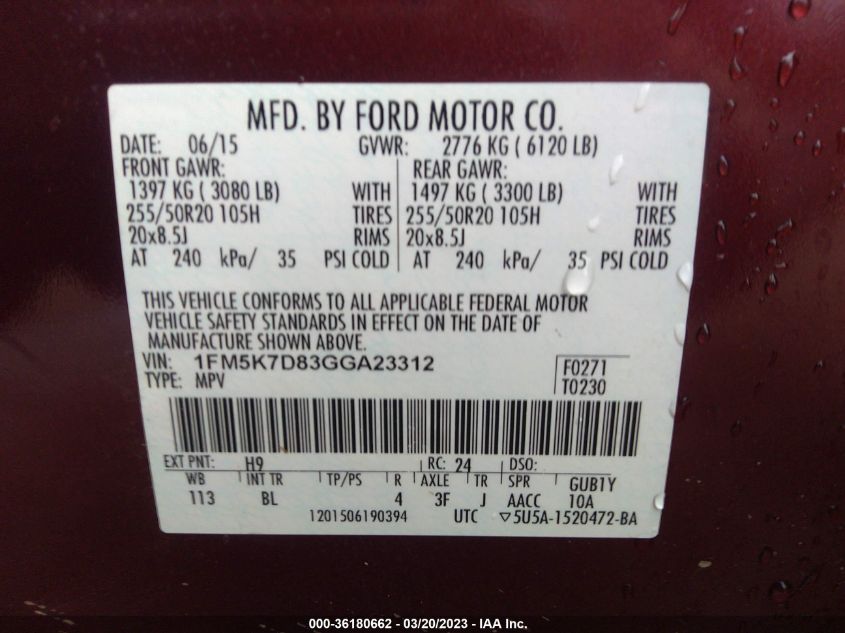 MFD. BY FORD MOTOR CO.
DATE: 06/15 GVWR: 2776 KG ( 6120 LB)
FRONT GAWR: REAR GAWR:
1397 KG ( 3080 LB) WITH 1497 KG ( 3300 LB) WITH
255/50R20 105H TIRES 255/50R20 105H TIRES
20x8.5J RIMS 20x8.5J RIMS
AT 240 kPa/ 35 PSI COLD AT 240 kPa/ 35 PSI COLD
THIS VEHICLE CONFORMS TO ALL APPLICABLE FEDERAL MOTOR
VEHICLE SAFETY STANDARDS IN EFFECT ON THE DATE OF
MANUFACTURE SHOWN ABOVE.
VIN: 1FM5K7D83GGA23312 F0271
TYPE: MPV T0230
EXT PNT: H9 RC: 24 DSO:
WB INT TR TP/PS R AXLE TR SPR GUB1Y
113 BL 4 3F J AACC 10A
1201506190394 UTC ▽5U5A-1520472-BA
000-36180662 - 03/20/2023 - IAA Inc.